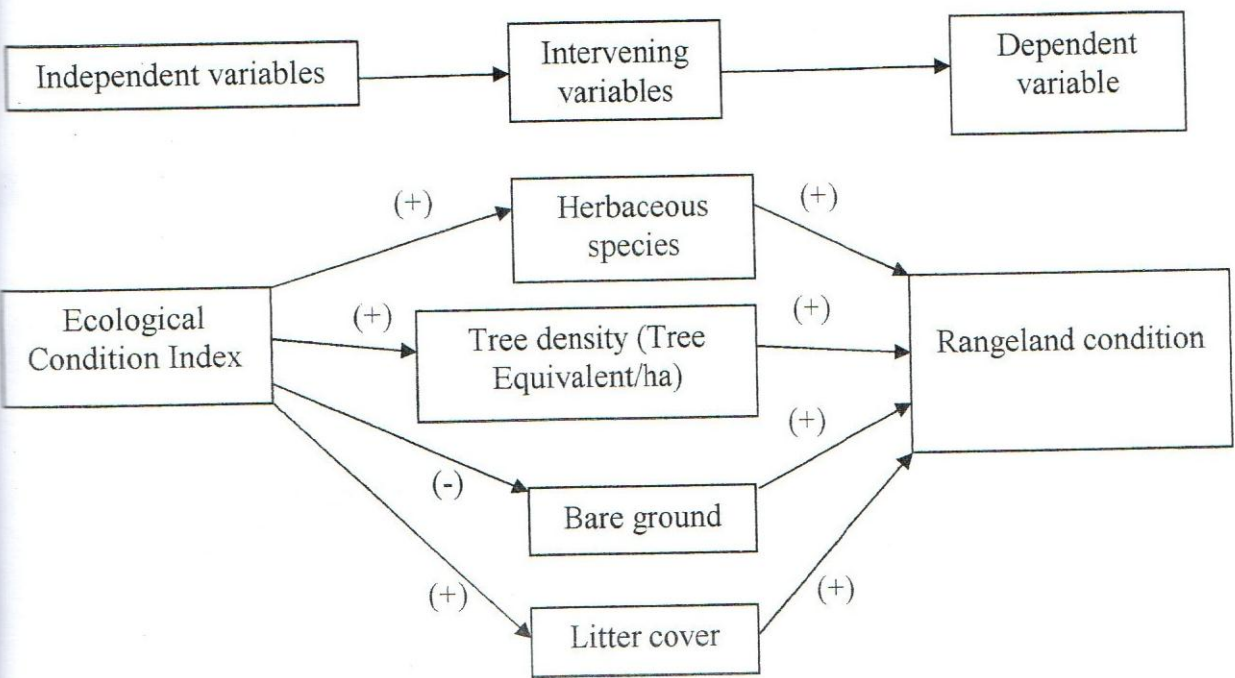 Independent variables
Intervening
variables
Dependent
variable
(+)
Herbaceous
species
(+)
Ecological
Condition Index
(+)
Tree density (Tree
Equivalent/ha)
(+)
Rangeland condition
(-)
Bare ground
(+)
(+)
Litter cover
(+)